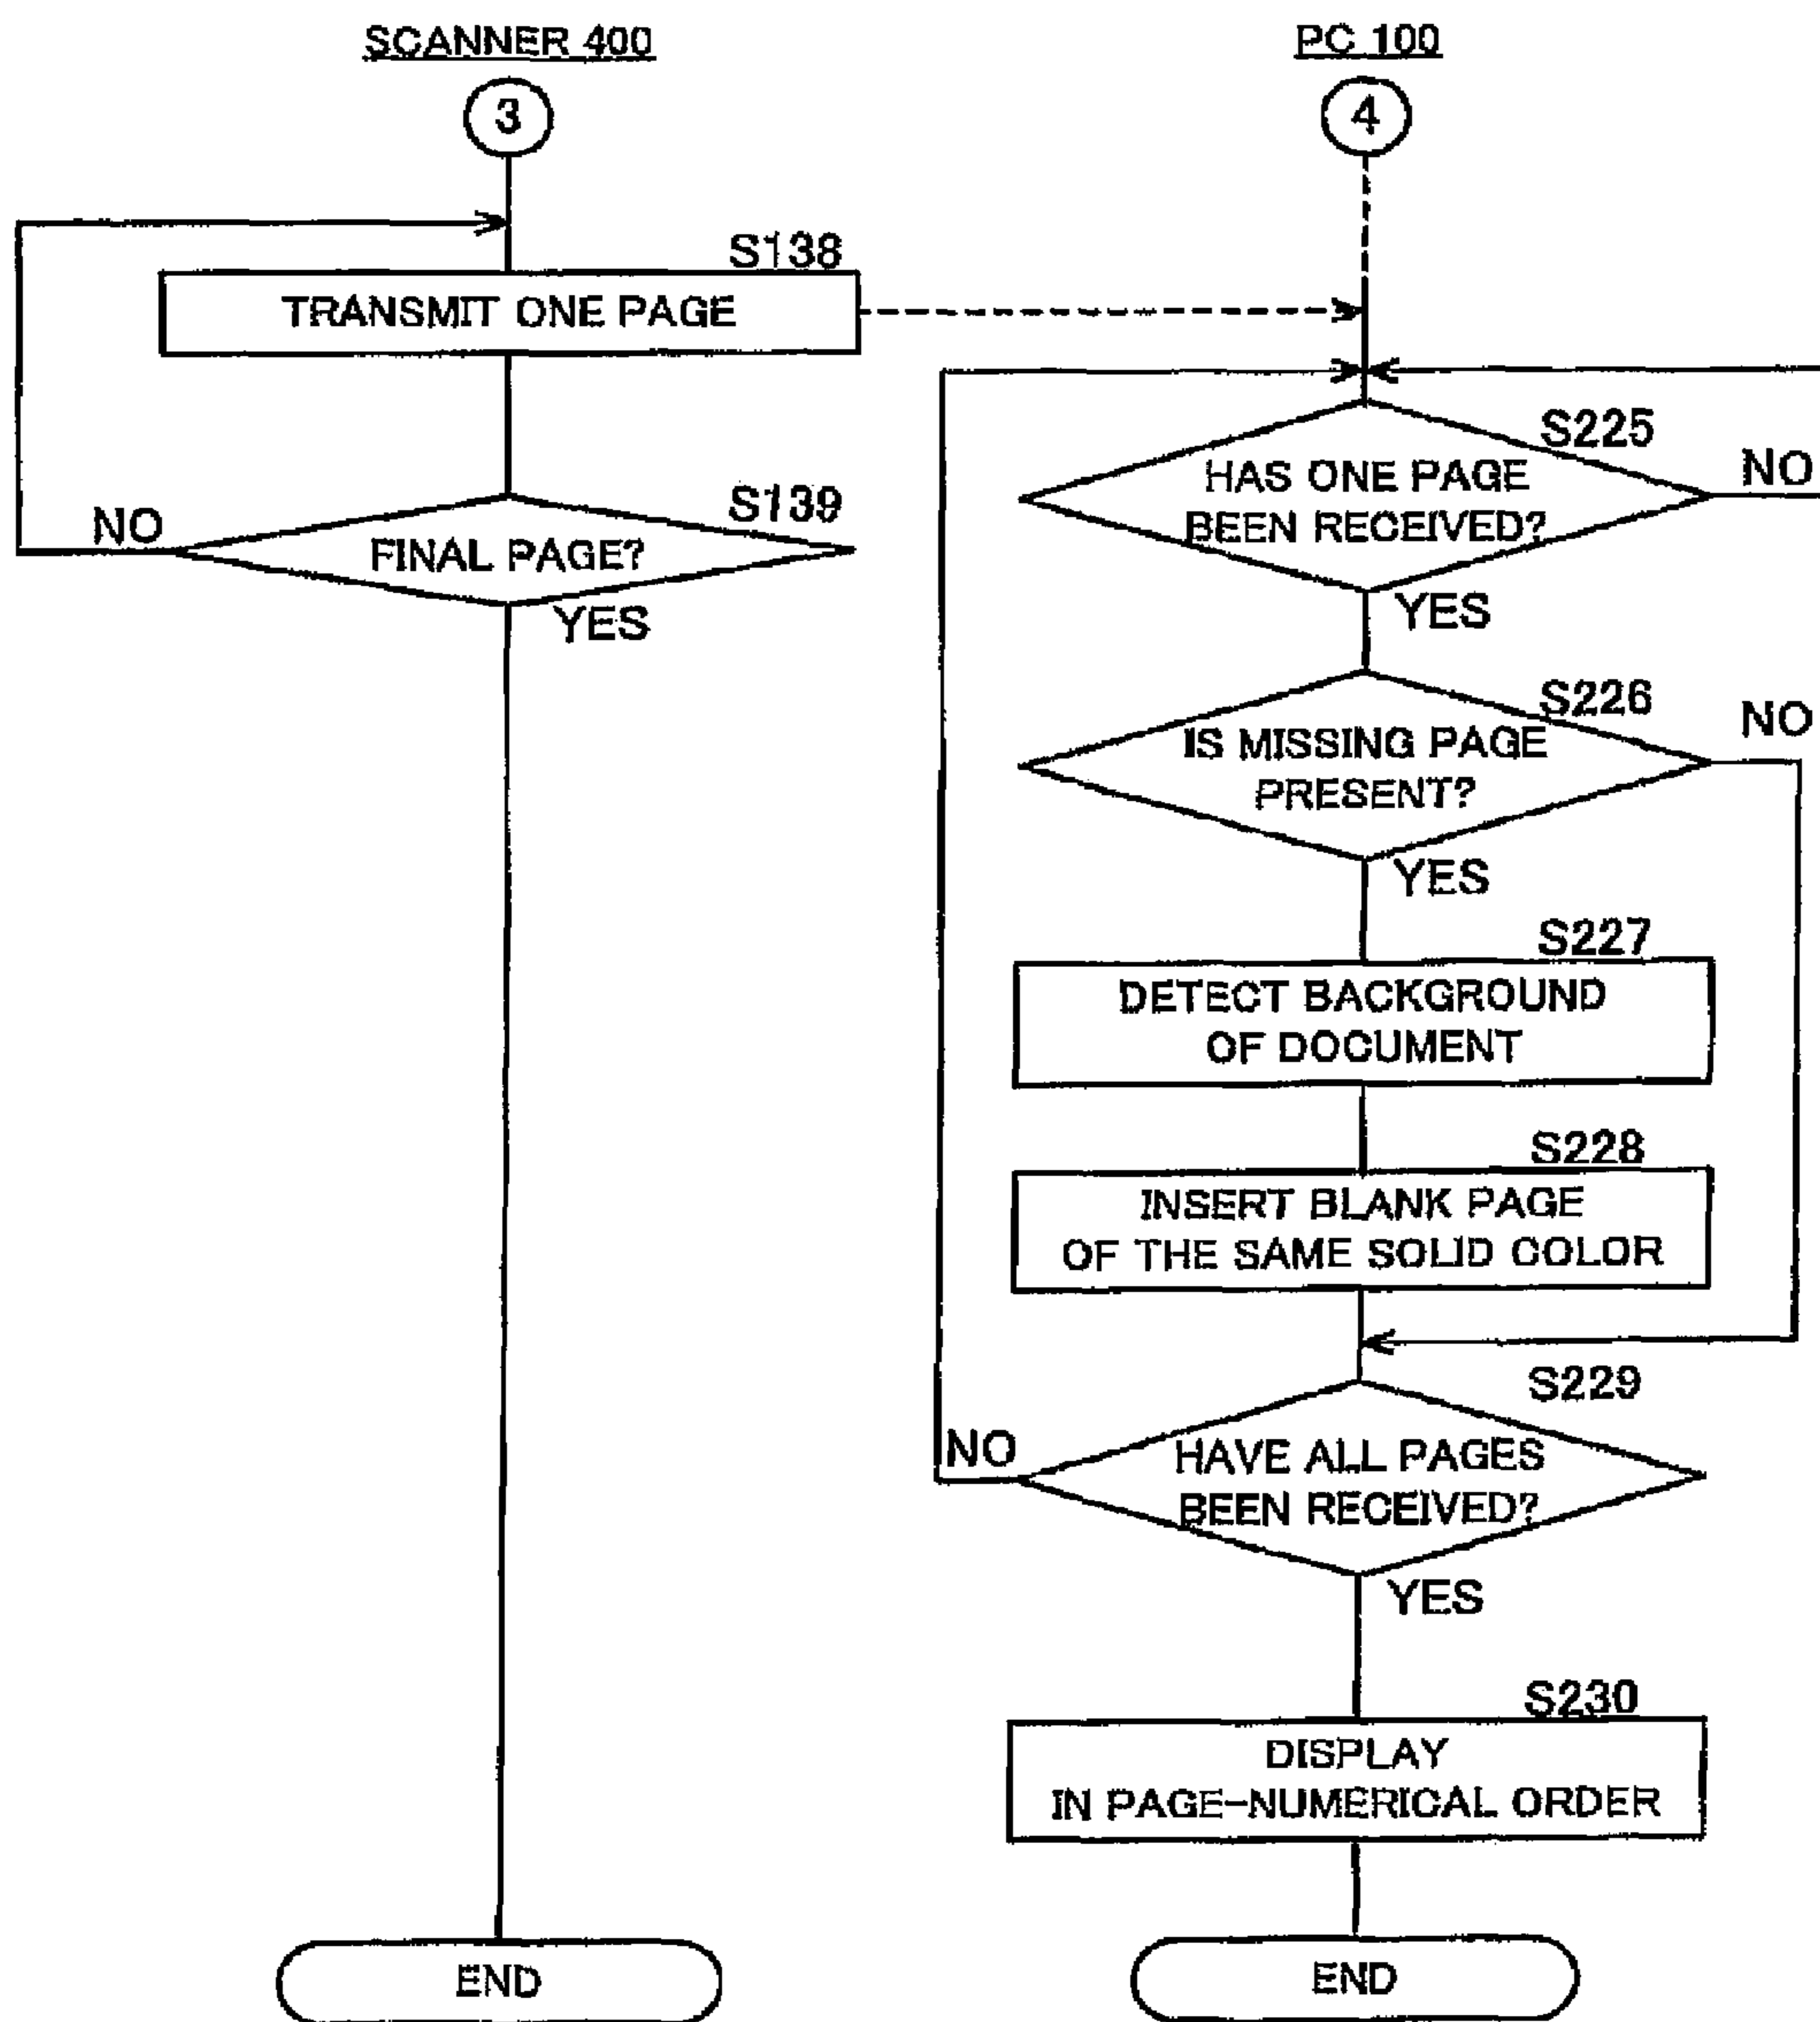 SCANNER 400
3
S138
TRANSMIT ONE PAGE
S139
NO
FINAL PAGE?
YES
END
PC 100
4
S225
HAS ONE PAGE
BEEN RECEIVED?
NO
YES
S226
IS MISSING PAGE
PRESENT?
NO
YES
S227
DETECT BACKGROUND
OF DOCUMENT
S228
INSERT BLANK PAGE
OF THE SAME SOLID COLOR
S229
NO
HAVE ALL PAGES
BEEN RECEIVED?
YES
S230
DISPLAY
IN PAGE-NUMERICAL ORDER
END